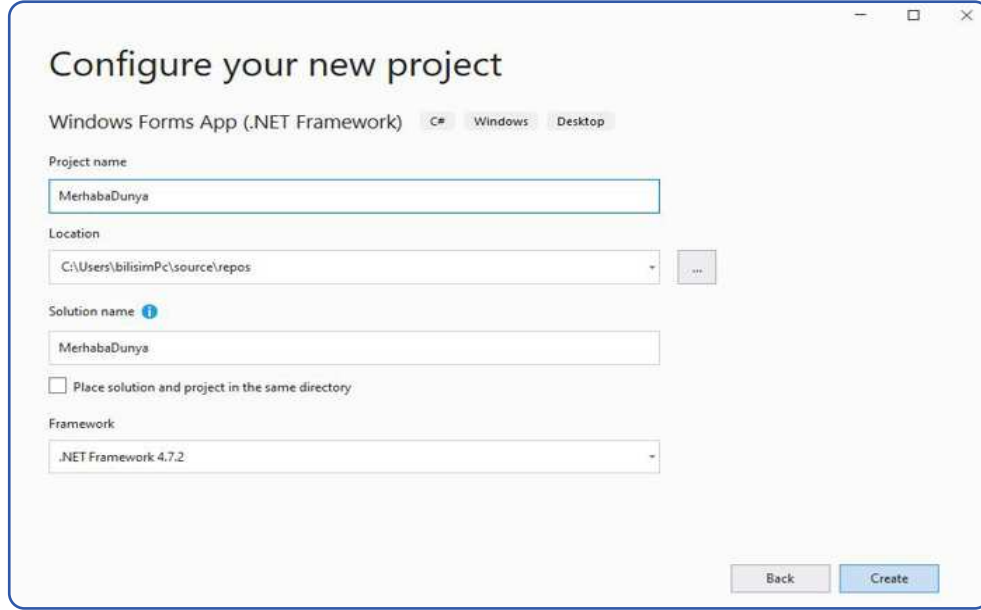 Configure your new project
Windows Forms App (.NET Framework) C# Windows Desktop
Project name
MerhabaDunya
Location
C:\Users\bilisimPc\source\repos
...
Solution name
MerhabaDunya
Place solution and project in the same directory
Framework
.NET Framework 4.7.2
Back Create